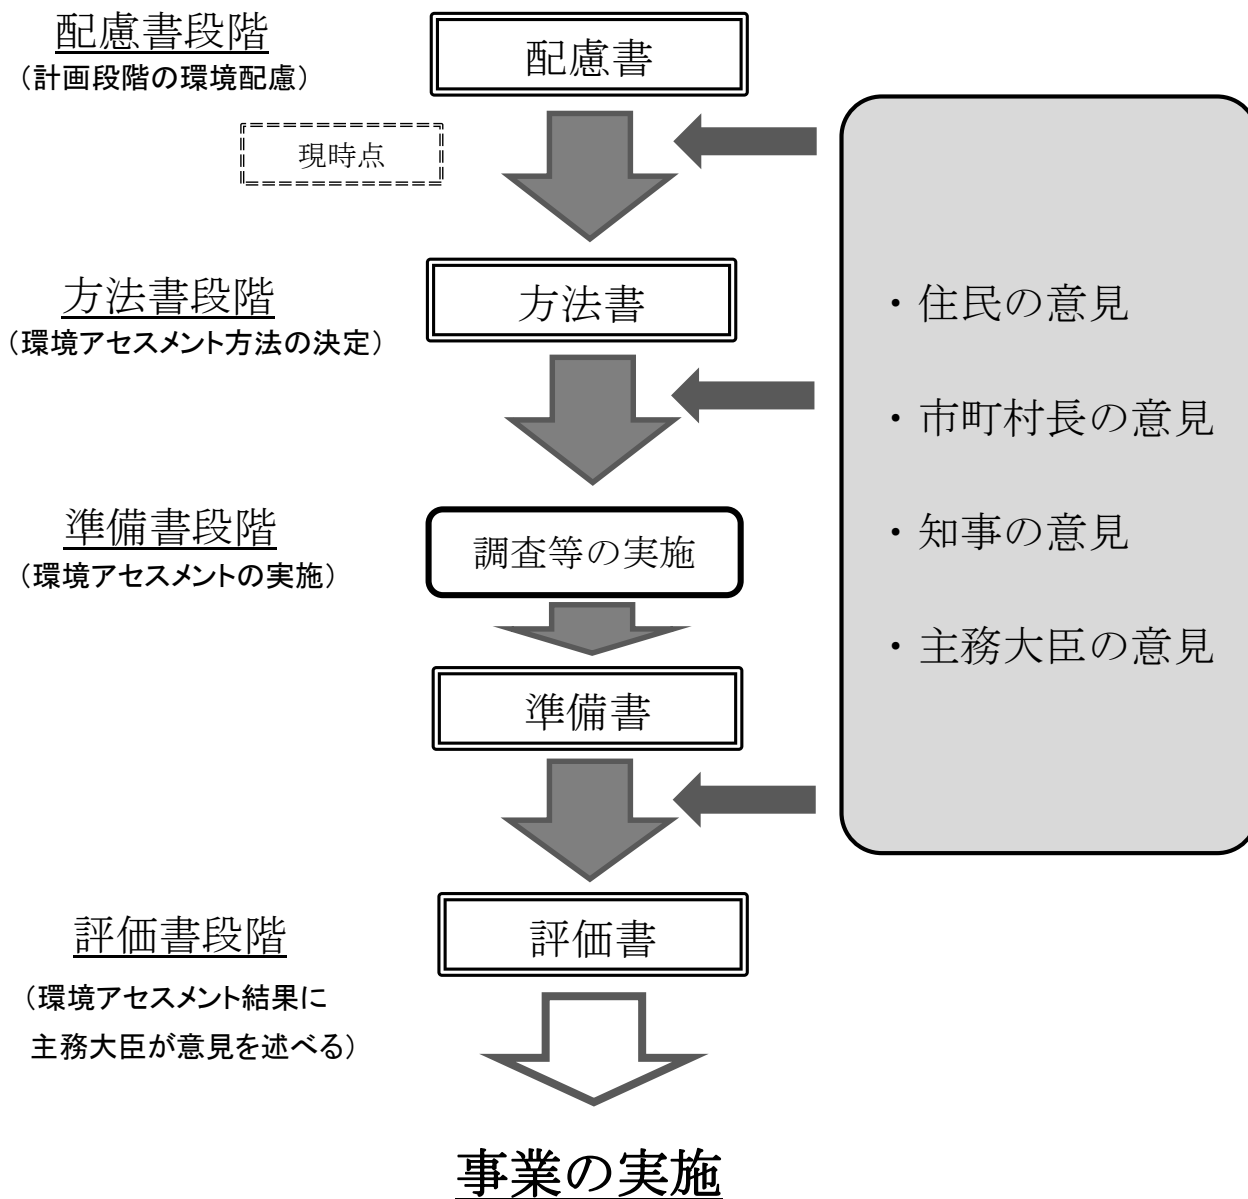 配慮書段階
（計画段階の環境配慮）
配慮書
現時点
方法書段階
（環境アセスメント方法の決定）
方法書
・住民の意見
・市町村長の意見
・知事の意見
・主務大臣の意見
準備書段階
（環境アセスメントの実施）
調査等の実施
準備書
評価書段階
（環境アセスメント結果に
主務大臣が意見を述べる）
評価書
事業の実施